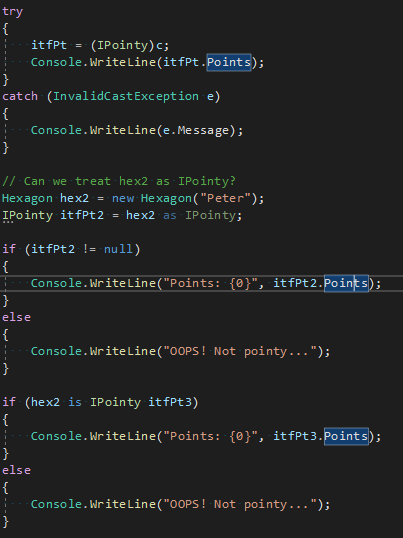 try
{
    itfPt = (IPointy)c;
    Console.WriteLine(itfPt.Points);
}
catch (InvalidCastException e)
{
    Console.WriteLine(e.Message);
}

// Can we treat hex2 as IPointy?
Hexagon hex2 = new Hexagon("Peter");
IPointy itfPt2 = hex2 as IPointy;

if (itfPt2 != null)
{
    Console.WriteLine("Points: {0}", itfPt2.Points);
}
else
{
    Console.WriteLine("OOPS! Not pointy...");
}

if (hex2 is IPointy itfPt3)
{
    Console.WriteLine("Points: {0}", itfPt3.Points);
}
else
{
    Console.WriteLine("OOPS! Not pointy...");
}